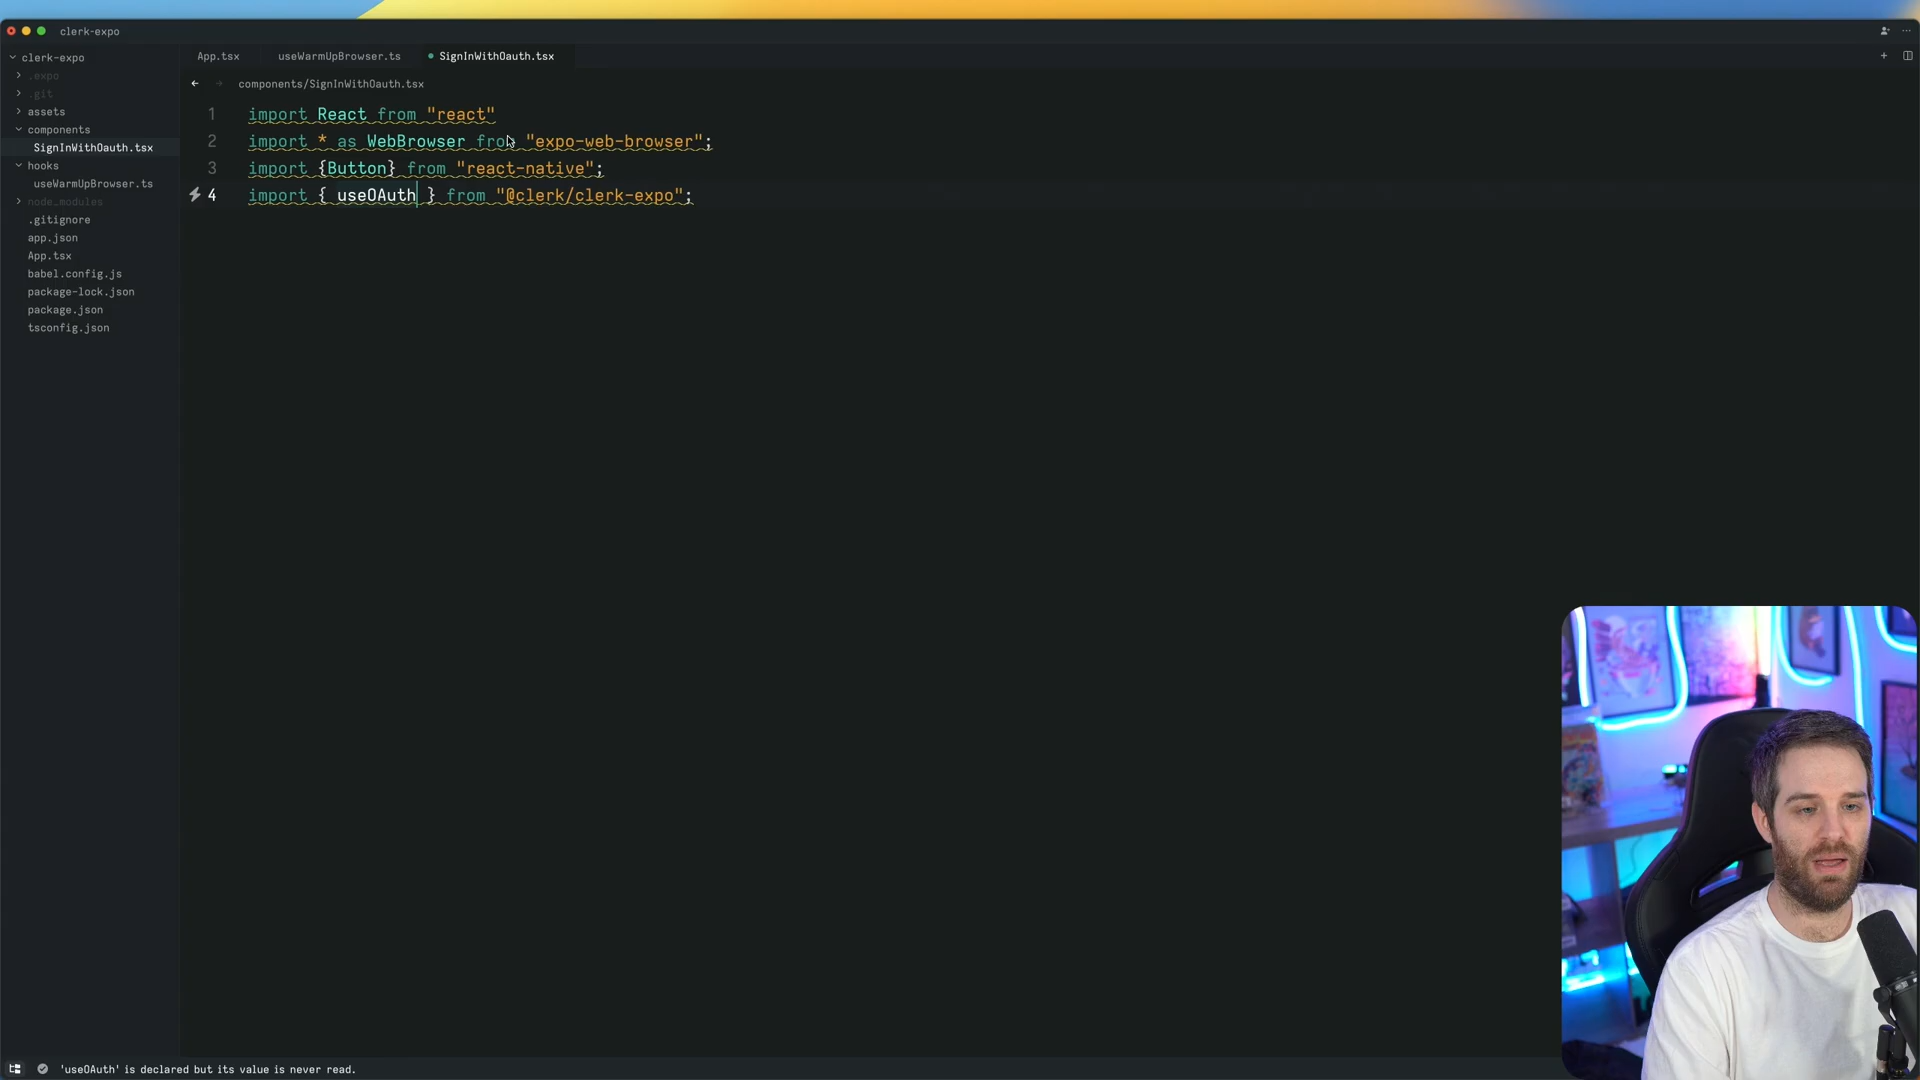 clerk-expo
clerk-expo
.expo
.git
assets
components
SignInWithOauth.tsx
hooks
useWarmUpBrowser.ts
node_modules
.gitignore
app.json
App.tsx
babel.config.js
package-lock.json
package.json
tsconfig.json
App.tsx
useWarmUpBrowser.ts
SignInWithOauth.tsx
components/SignInWithOauth.tsx
1 import React from "react"
2 import * as WebBrowser from "expo-web-browser";
3 import {Button} from "react-native";
4 import { useOAuth } from "@clerk/clerk-expo";
'useOAuth' is declared but its value is never read.